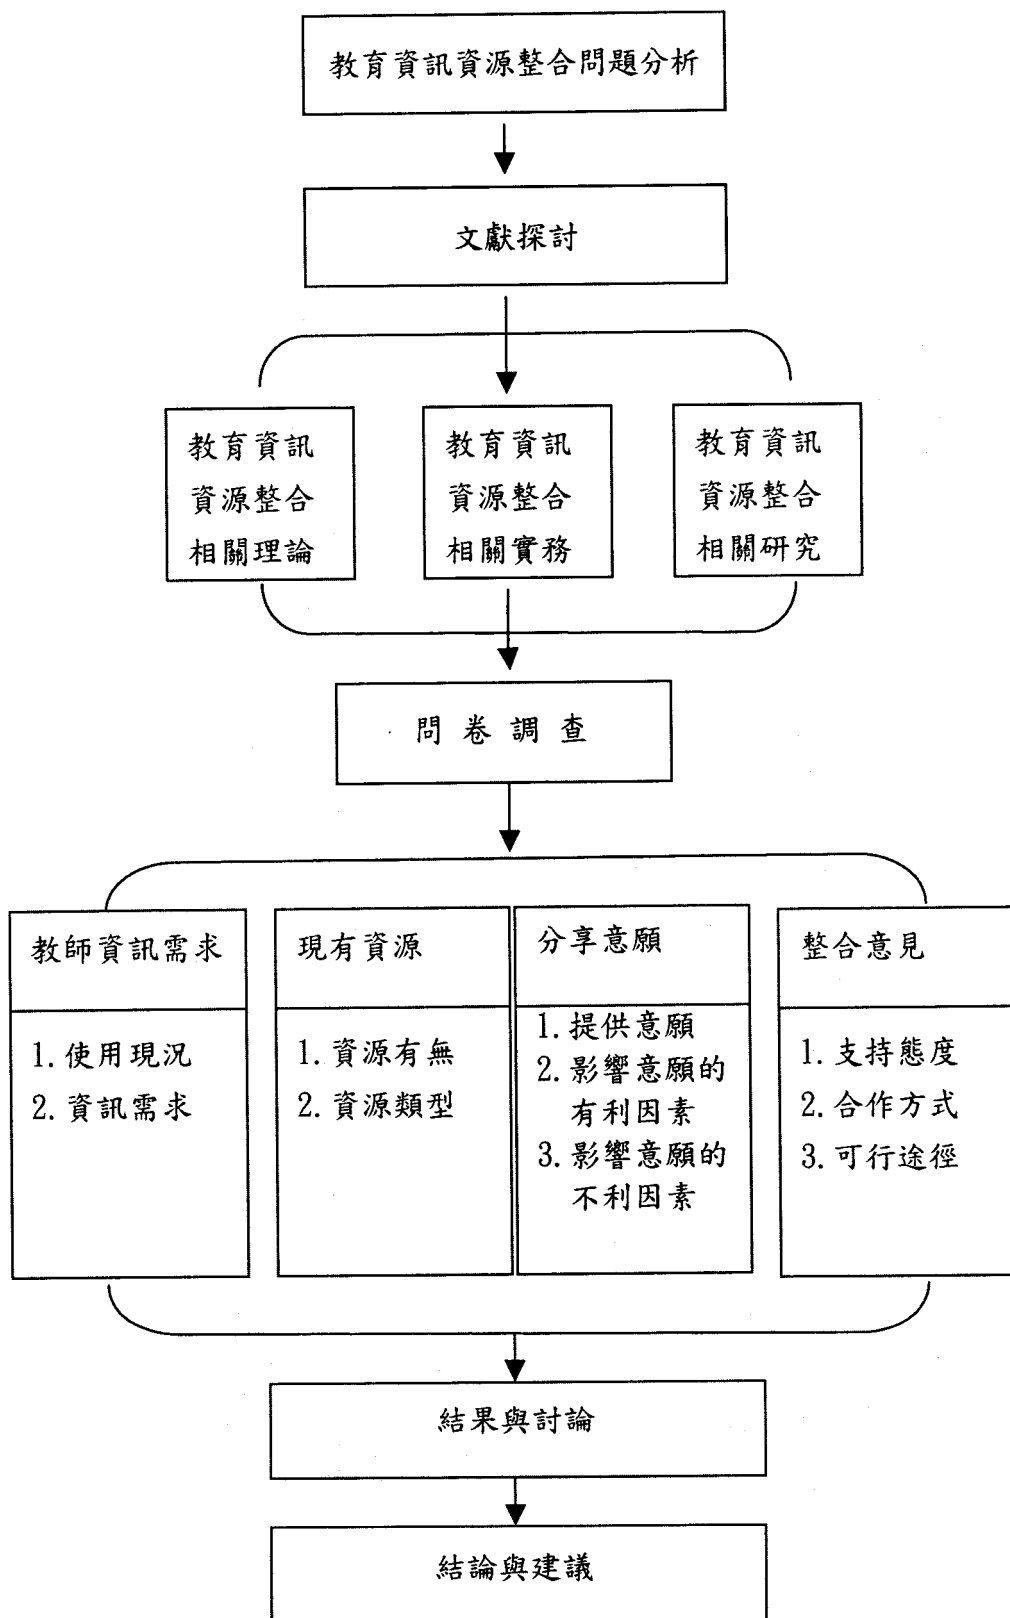 教育資訊資源整合問題分析
文獻探討
教育資訊
資源整合
相關理論
教育資訊
資源整合
相關實務
教育資訊
資源整合
相關研究
問卷調查
教師資訊需求
1.使用現況
2.資訊需求
現有資源
1.資源有無
2.資源類型
分享意願
1.提供意願
2.影響意願的
有利因素
3.影響意願的
不利因素
整合意見
1.支持態度
2.合作方式
3.可行途徑
結果與討論
結論與建議